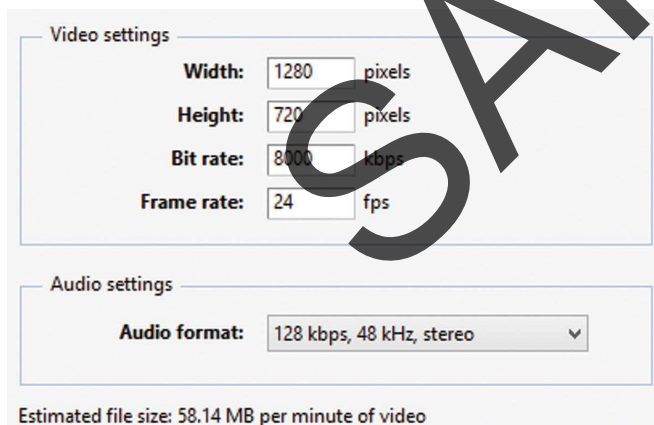 Video settings
Width: 1280 pixels
Height: 720 pixels
Bit rate: 8000 kbps
Frame rate: 24 fps
Audio settings
Audio format: 128 kbps, 48 kHz, stereo
Estimated file size: 58.14 MB per minute of video
SA